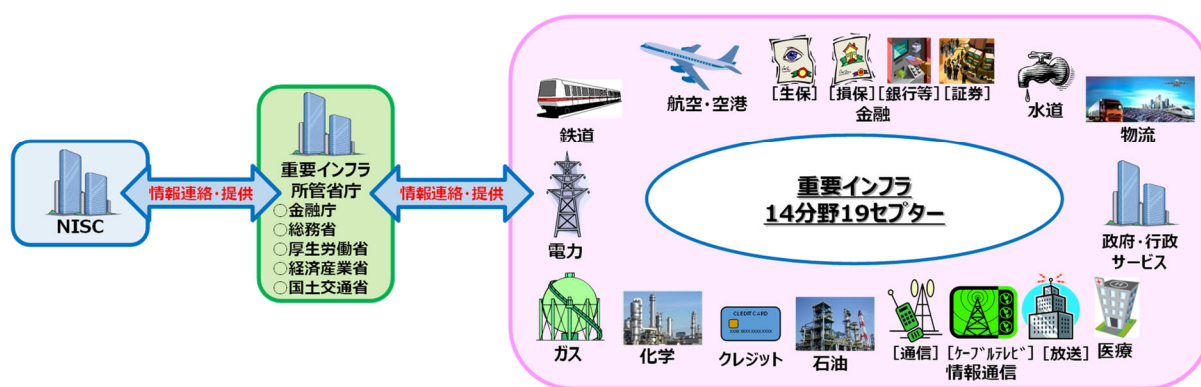 NISC
情報連絡・提供
重要インフラ
所管省庁
○金融庁
○総務省
○厚生労働省
○経済産業省
○国土交通省
情報連絡・提供
鉄道
航空・空港
[生保]
[損保]
[銀行等]
[証券]
金融
水道
物流
電力
重要インフラ
14分野19セプター
政府・行政
サービス
ガス
化学
CREDIT CARD
クレジット
石油
[通信]
[ケーブルテレビ]
[放送]
情報通信
医療